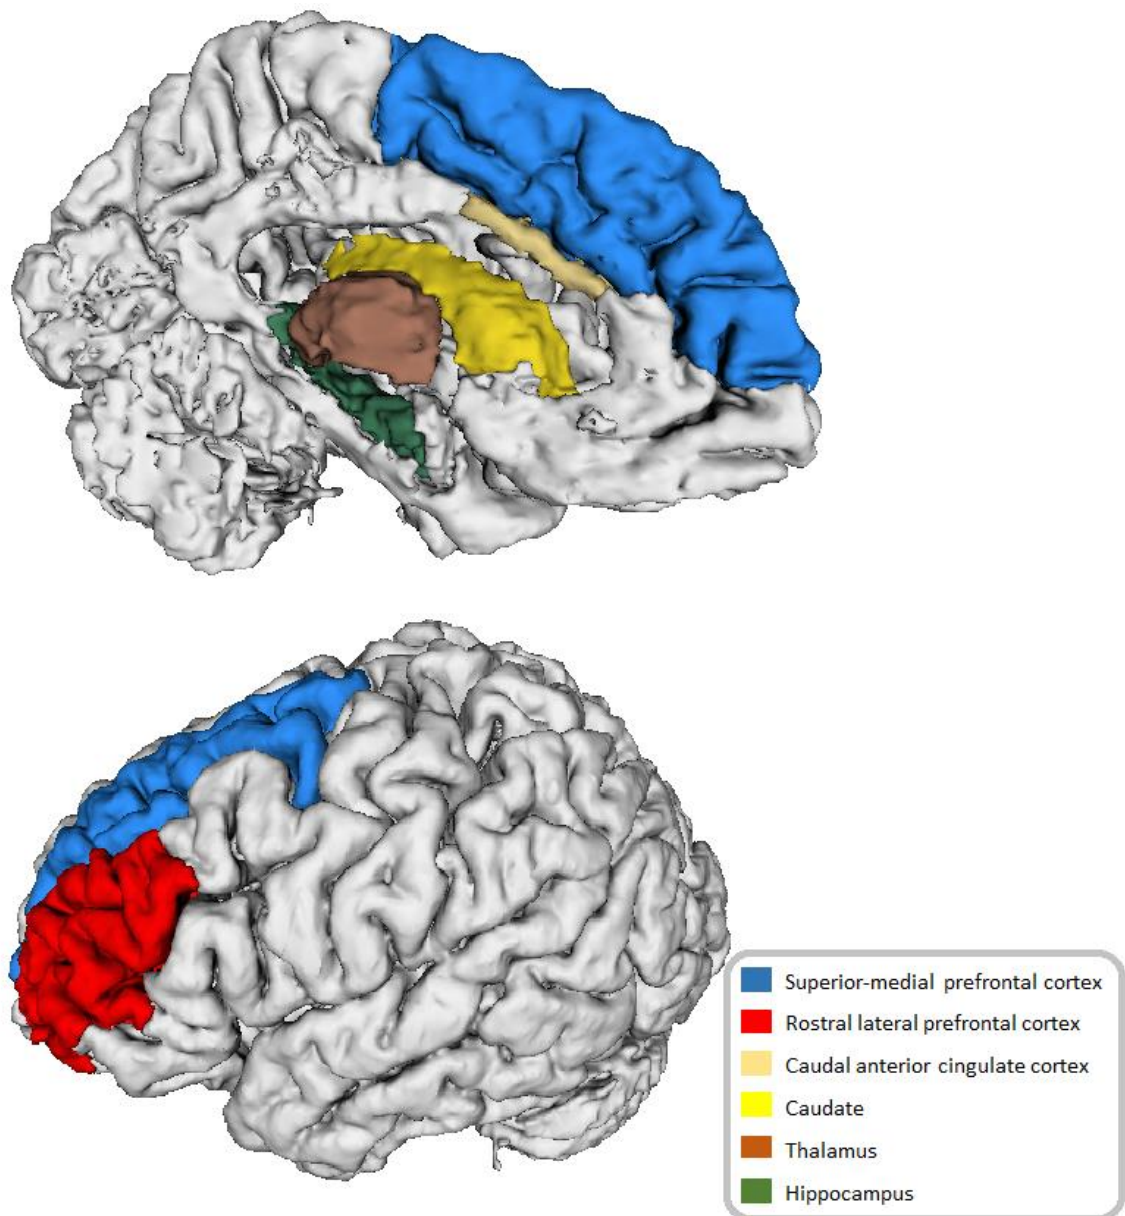 Superior-medial prefrontal cortex
Rostral lateral prefrontal cortex
Caudal anterior cingulate cortex
Caudate
Thalamus
Hippocampus